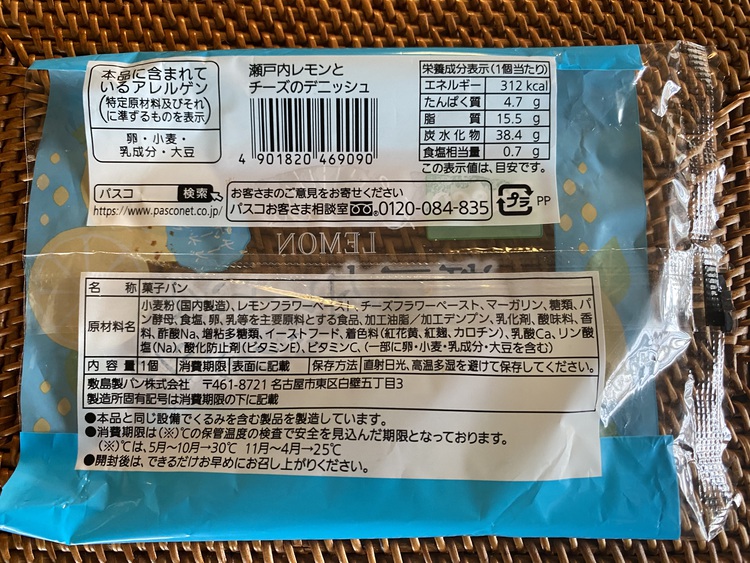 本品に含まれて
いるアレルゲン
(特定原材料及びそれ
に準ずるものを表示)
卵・小麦・
乳成分・大豆
瀬戸内レモンと
チーズのデニッシュ
4 901820 469090
栄養成分表示(1個当たり)
エネルギー 312 kcal
たんぱく質 4.7 g
脂質 15.5 g
炭水化物 38.4 g
食塩相当量 0.7 g
この表示値は、目安です。
パスコ 検索
https://www.pasconet.co.jp/
お客さまのご意見をお寄せください
パスコお客さま相談室 0120-084-835
プラ PP
LEMON
名称 菓子パン
原材料名 小麦粉(国内製造)、レモンフラワーペースト、チーズフラワーペースト、マーガリン、糖類、パ
ン酵母、食塩、卵、乳等を主要原料とする食品、加工油脂/加工デンプン、乳化剤、酸味料、香
料、酢酸Na、増粘多糖類、イーストフード、着色料(紅花黄、紅麹、カロチン)、乳酸Ca、リン酸
塩(Na)、酸化防止剤(ビタミンE)、ビタミンC、(一部に卵・小麦・乳成分・大豆を含む)
内容量 1個 消費期限 表面に記載 保存方法 直射日光、高温多湿を避けて保存してください。
敷島製パン株式会社 〒461-8721 名古屋市東区白壁五丁目3
製造所固有記号は消費期限の下に記載
●本品と同じ設備でくるみを含む製品を製造しています。
●消費期限は(※)℃の保管温度の検査で安全を見込んだ期限となっております。
(※)℃は、5月~10月→30℃ 11月~4月→25℃
●開封後は、できるだけお早めにお召し上がりください。